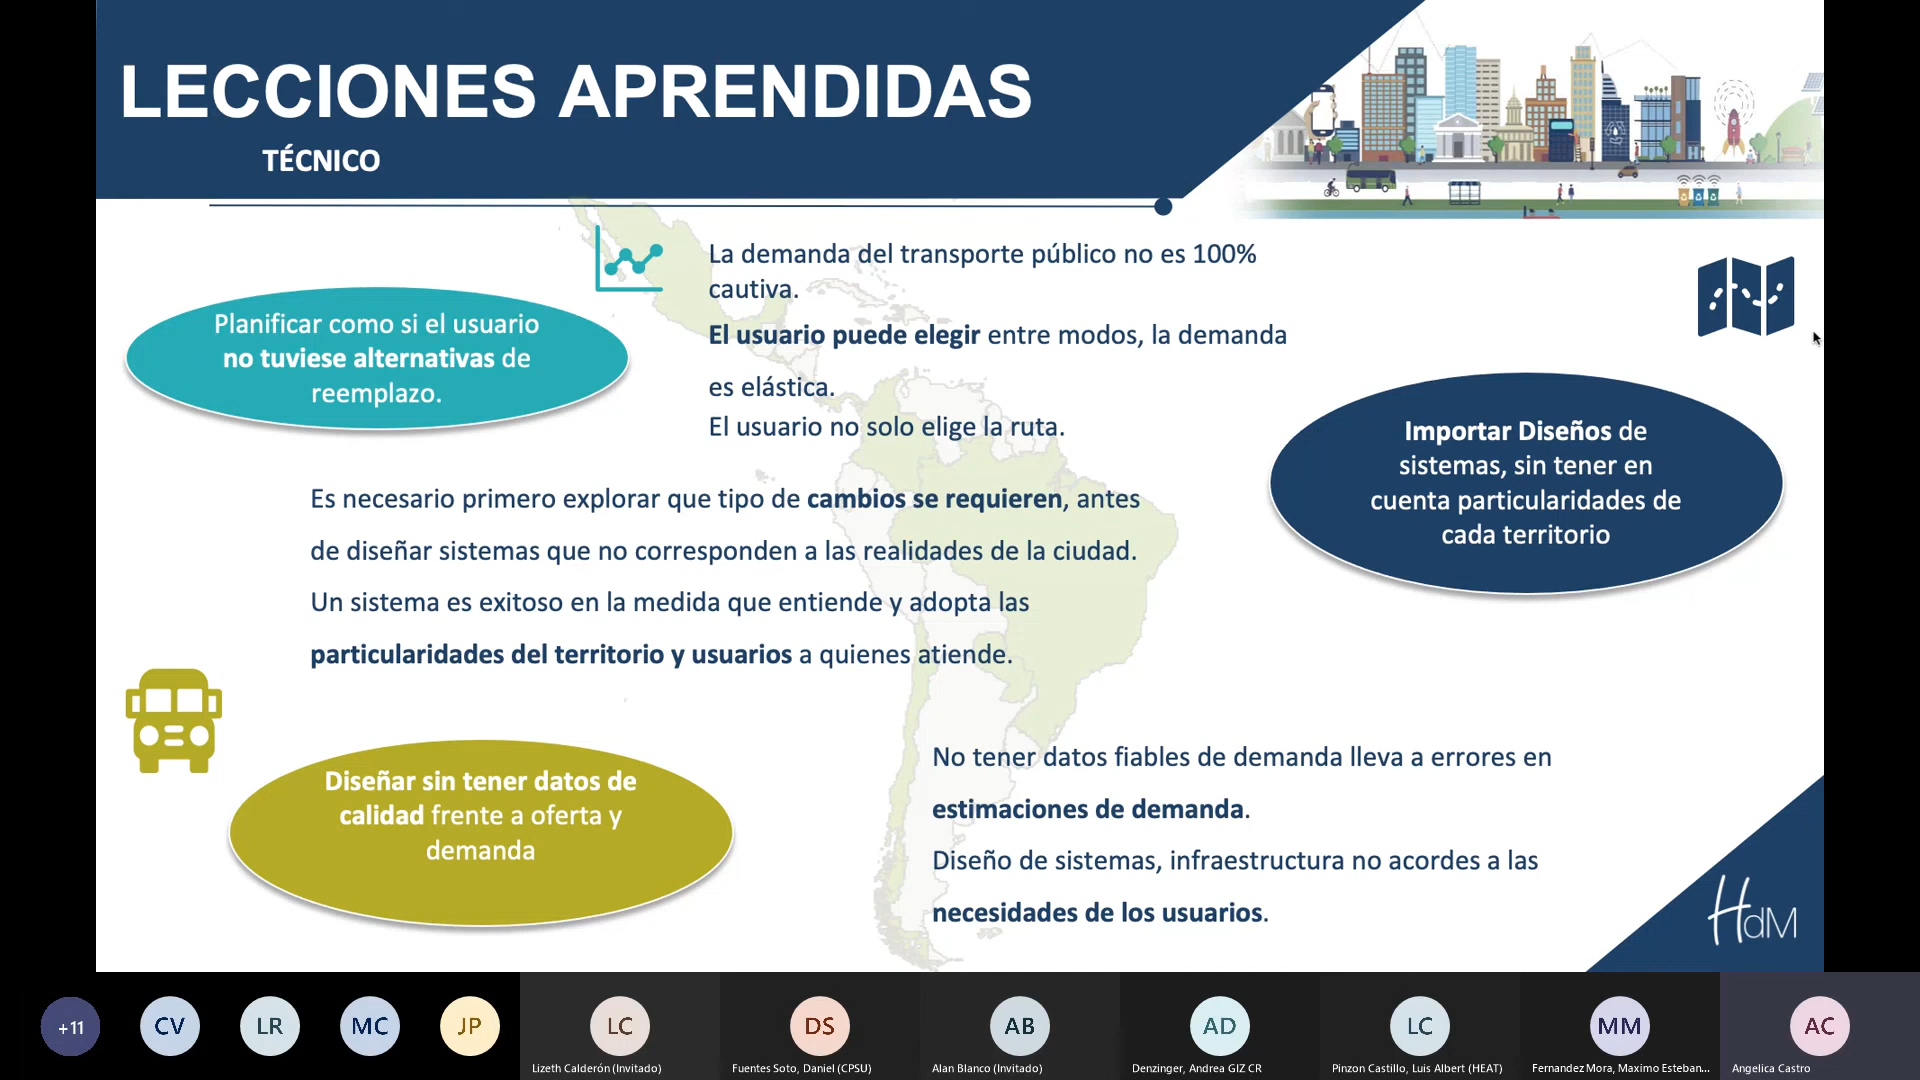 LECCIONES APRENDIDAS
TÉCNICO
Planificar como si el usuario
no tuviese alternativas de
reemplazo.
La demanda del transporte público no es 100%
cautiva.
El usuario puede elegir entre modos, la demanda
es elástica.
El usuario no solo elige la ruta.
Importar Diseños de
sistemas, sin tener en
cuenta particularidades de
cada territorio
Es necesario primero explorar que tipo de cambios se requieren, antes
de diseñar sistemas que no corresponden a las realidades de la ciudad.
Un sistema es exitoso en la medida que entiende y adopta las
particularidades del territorio y usuarios a quienes atiende.
Diseñar sin tener datos de
calidad frente a oferta y
demanda
No tener datos fiables de demanda lleva a errores en
estimaciones de demanda.
Diseño de sistemas, infraestructura no acordes a las
necesidades de los usuarios.
HdM
+11
CV
LR
MC
JP
LC
Lizeth Calderón (Invitado)
DS
Fuentes Soto, Daniel (CPSU)
AB
Alan Blanco (Invitado)
AD
Denzinger, Andrea GIZ CR
LC
Pinzon Castillo, Luis Albert (HEAT)
MM
Fernandez Mora, Maximo Esteban...
AC
Angelica Castro